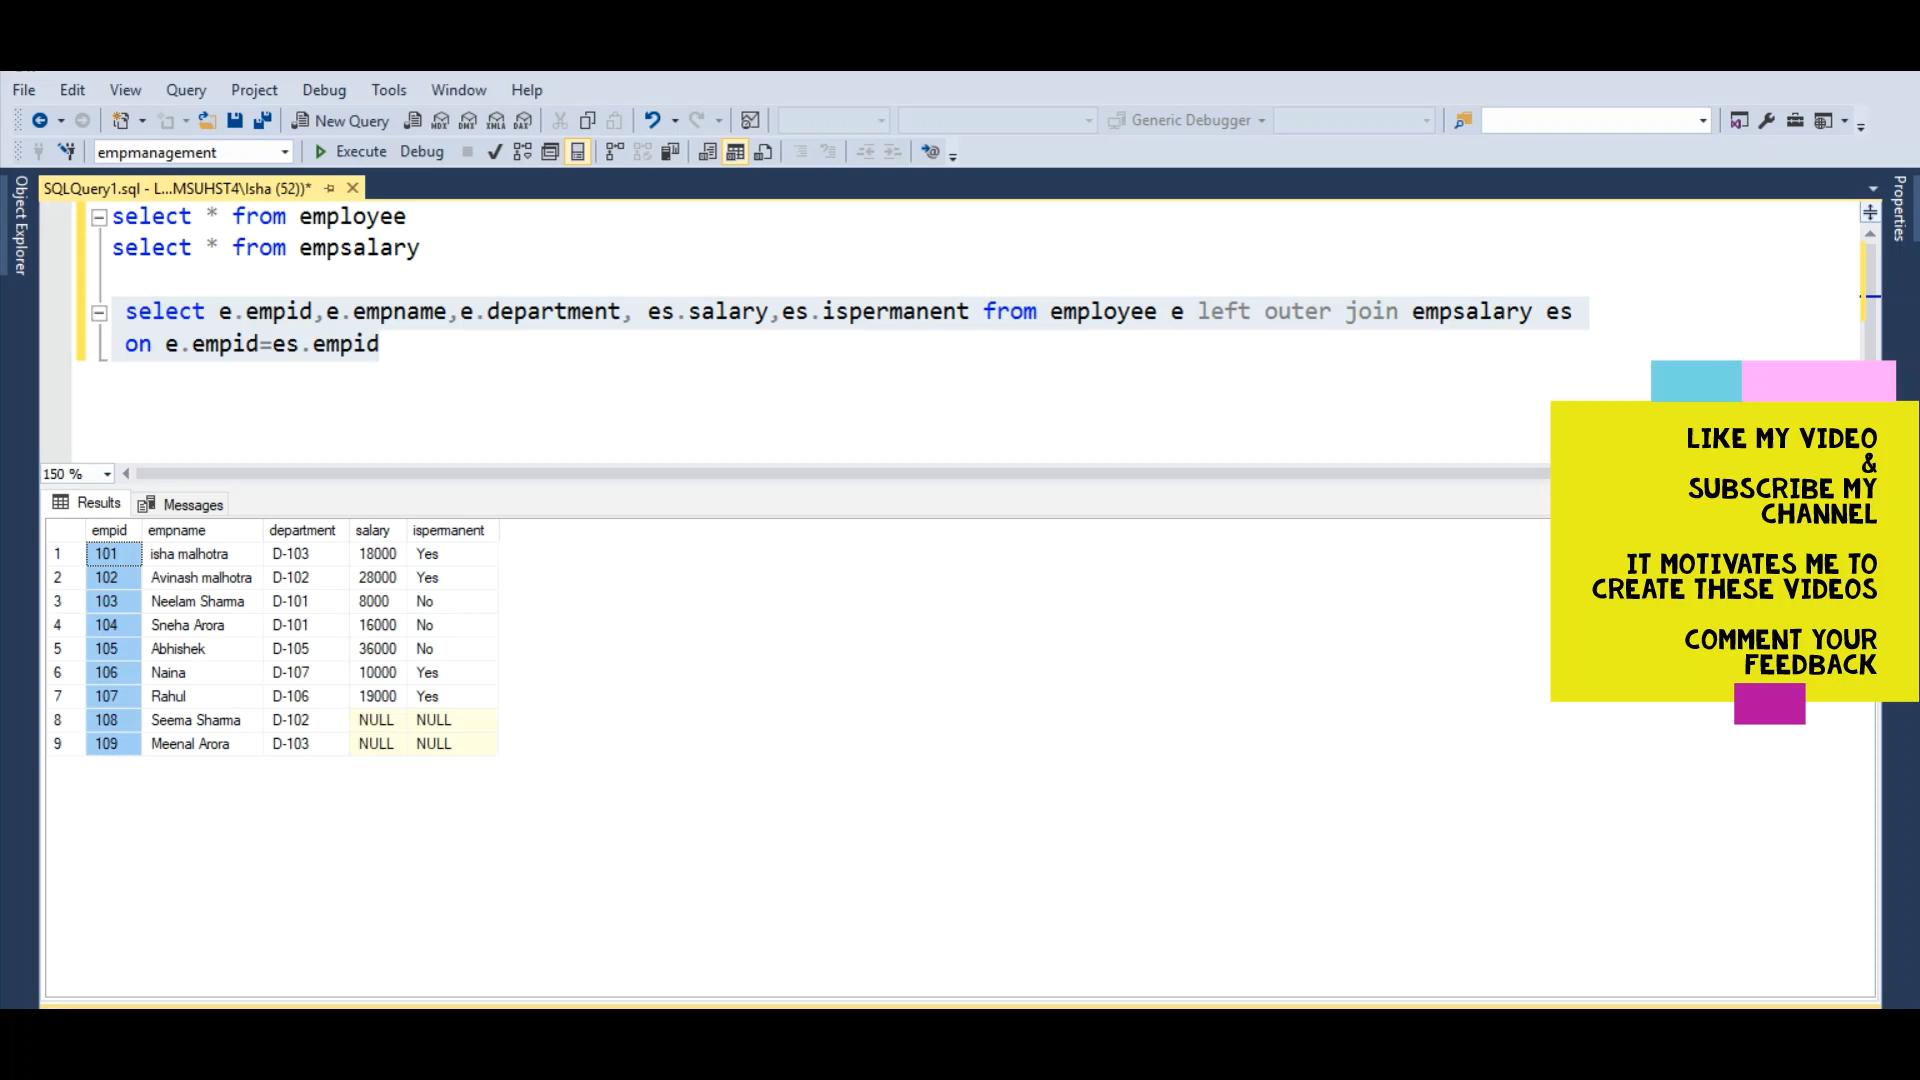 File Edit View Query Project Debug Tools Window Help
New Query MDX DMX XMLA DAX Generic Debugger
empmanagement Execute Debug
Object Explorer
SQLQuery1.sql - L...MSUHST4\Isha (52))*
Properties
select * from employee
select * from empsalary
select e.empid,e.empname,e.department, es.salary,es.ispermanent from employee e left outer join empsalary es
on e.empid=es.empid
150 %
Results Messages
empid empname department salary ispermanent
1 101 isha malhotra D-103 18000 Yes
2 102 Avinash malhotra D-102 28000 Yes
3 103 Neelam Sharma D-101 8000 No
4 104 Sneha Arora D-101 16000 No
5 105 Abhishek D-105 36000 No
6 106 Naina D-107 10000 Yes
7 107 Rahul D-106 19000 Yes
8 108 Seema Sharma D-102 NULL NULL
9 109 Meenal Arora D-103 NULL NULL
LIKE MY VIDEO
&
SUBSCRIBE MY
CHANNEL
IT MOTIVATES ME TO
CREATE THESE VIDEOS
COMMENT YOUR
FEEDBACK